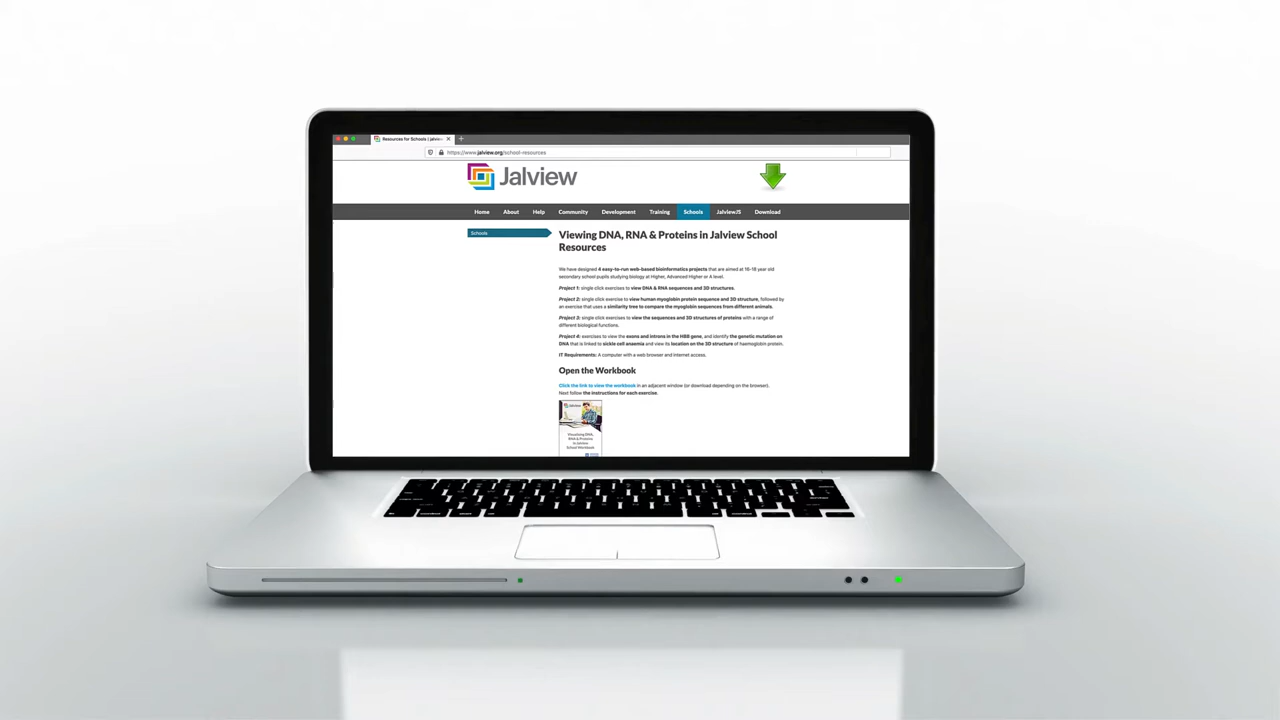 Resources for Schools | Jalview
https://www.jalview.org/school-resources
Jalview
Home About Help Community Development Training Schools JalviewJS Download
Schools
Viewing DNA, RNA & Proteins in Jalview School
Resources
We have designed 4 easy-to-run web-based bioinformatics projects that are aimed at 16-18 year old
secondary school pupils studying biology at Higher, Advanced Higher or A level.
Project 1: single click exercises to view DNA & RNA sequences and 3D structures.
Project 2: single click exercise to view human myoglobin protein sequence and 3D structure, followed by
an exercise that uses a similarity tree to compare the myoglobin sequences from different animals.
Project 3: single click exercises to view the sequences and 3D structures of proteins with a range of
different biological functions.
Project 4: exercises to view the exons and introns in the HBB gene, and identify the genetic mutation on
DNA that is linked to sickle cell anaemia and view its location on the 3D structure of haemoglobin protein.
IT Requirements: A computer with a web browser and internet access.
Open the Workbook
Click the link to view the workbook in an adjacent window (or download depending on the browser).
Next follow the instructions for each exercise.
Jalview
Visualising DNA,
RNA & Proteins
in Jalview
School Workbook